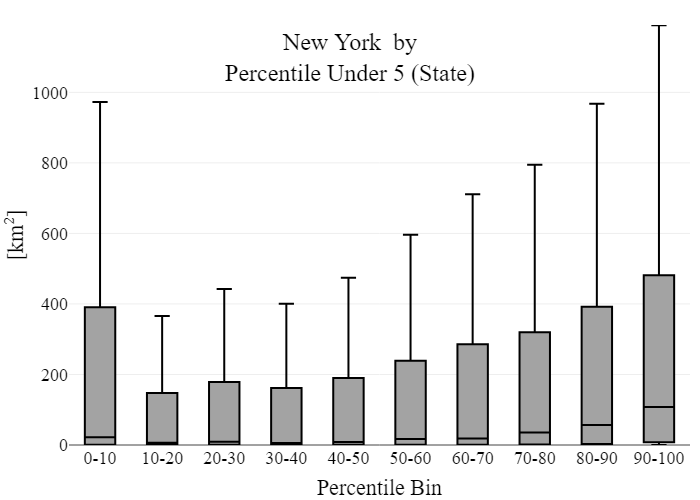 New York by
Percentile Under 5 (State)
[km²]
1000
800
600
400
200
0
0-10 10-20 20-30 30-40 40-50 50-60 60-70 70-80 80-90 90-100
Percentile Bin